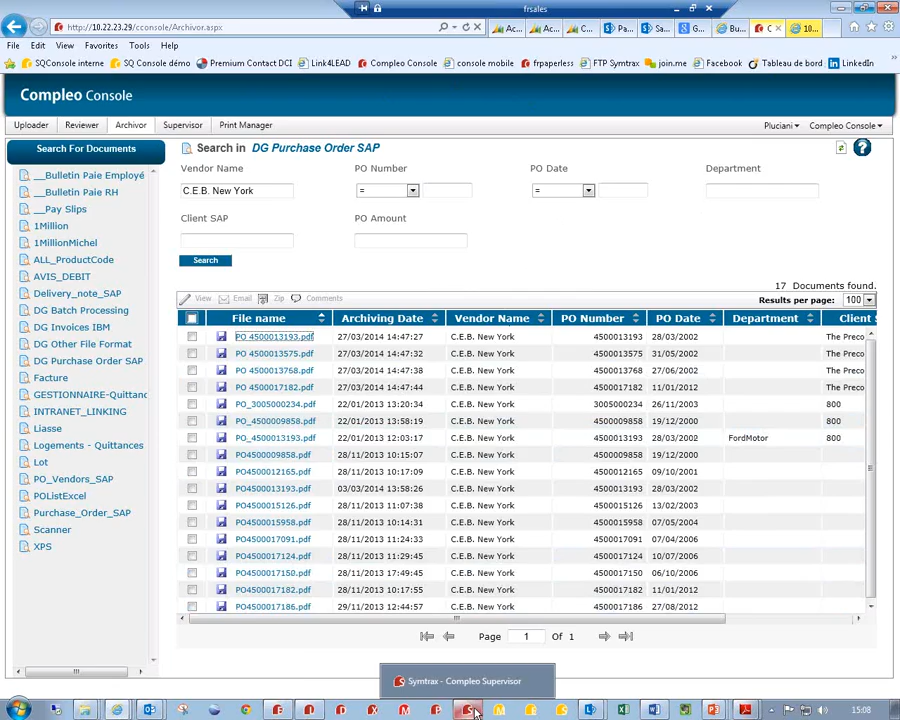 frsales
http://10.22.23.29/cconsole/Archivor.aspx
Ac... Ac... C... Pa... Sa... G... Bu... C... 10...
File Edit View Favorites Tools Help
SQConsole interne SQ Console démo Premium Contact DCI Link4LEAD Compleo Console console mobile frpaperless FTP Symtrax join.me Facebook Tableau de bord LinkedIn
Compleo Console
Uploader Reviewer Archivor Supervisor Print Manager Pluciani Compleo Console
Search For Documents
__Bulletin Paie Employé
__Bulletin Paie RH
__Pay Slips
1Million
1MillionMichel
ALL_ProductCode
AVIS_DEBIT
Delivery_note_SAP
DG Batch Processing
DG Invoices IBM
DG Other File Format
DG Purchase Order SAP
Facture
GESTIONNAIRE-Quittanc
INTRANET_LINKING
Liasse
Logements - Quittances
Lot
PO_Vendors_SAP
POListExcel
Purchase_Order_SAP
Scanner
XPS
Search in DG Purchase Order SAP
Vendor Name PO Number PO Date Department
C.E.B. New York = =
Client SAP PO Amount
Search
17 Documents found.
View Email Zip Comments
Results per page: 100
File name Archiving Date Vendor Name PO Number PO Date Department Client S
PO 4500013193.pdf 27/03/2014 14:47:27 C.E.B. New York 4500013193 28/03/2002 The Preco
PO 4500013575.pdf 27/03/2014 14:47:32 C.E.B. New York 4500013575 31/05/2002 The Preco
PO 4500013768.pdf 27/03/2014 14:47:38 C.E.B. New York 4500013768 27/06/2002 The Preco
PO 4500017182.pdf 27/03/2014 14:47:44 C.E.B. New York 4500017182 11/01/2012 The Preco
PO_3005000234.pdf 22/01/2013 13:20:34 C.E.B. New York 3005000234 26/11/2003 800
PO_4500009858.pdf 22/01/2013 13:58:19 C.E.B. New York 4500009858 19/12/2000 800
PO_4500013193.pdf 22/01/2013 12:03:17 C.E.B. New York 4500013193 28/03/2002 FordMotor 800
PO4500009858.pdf 28/11/2013 10:15:07 C.E.B. New York 4500009858 19/12/2000
PO4500012165.pdf 28/11/2013 10:17:09 C.E.B. New York 4500012165 09/10/2001
PO4500013193.pdf 03/03/2014 13:58:26 C.E.B. New York 4500013193 28/03/2002
PO4500015126.pdf 28/11/2013 11:07:38 C.E.B. New York 4500015126 13/02/2003
PO4500015958.pdf 28/11/2013 10:14:31 C.E.B. New York 4500015958 07/05/2004
PO4500017091.pdf 28/11/2013 11:24:33 C.E.B. New York 4500017091 07/04/2006
PO4500017124.pdf 28/11/2013 11:29:45 C.E.B. New York 4500017124 10/07/2006
PO4500017150.pdf 28/11/2013 17:49:45 C.E.B. New York 4500017150 06/10/2006
PO4500017182.pdf 28/11/2013 10:17:55 C.E.B. New York 4500017182 11/01/2012
PO4500017186.pdf 29/11/2013 12:44:57 C.E.B. New York 4500017186 27/08/2012
Page 1 Of 1
Symtrax - Compleo Supervisor
15:08